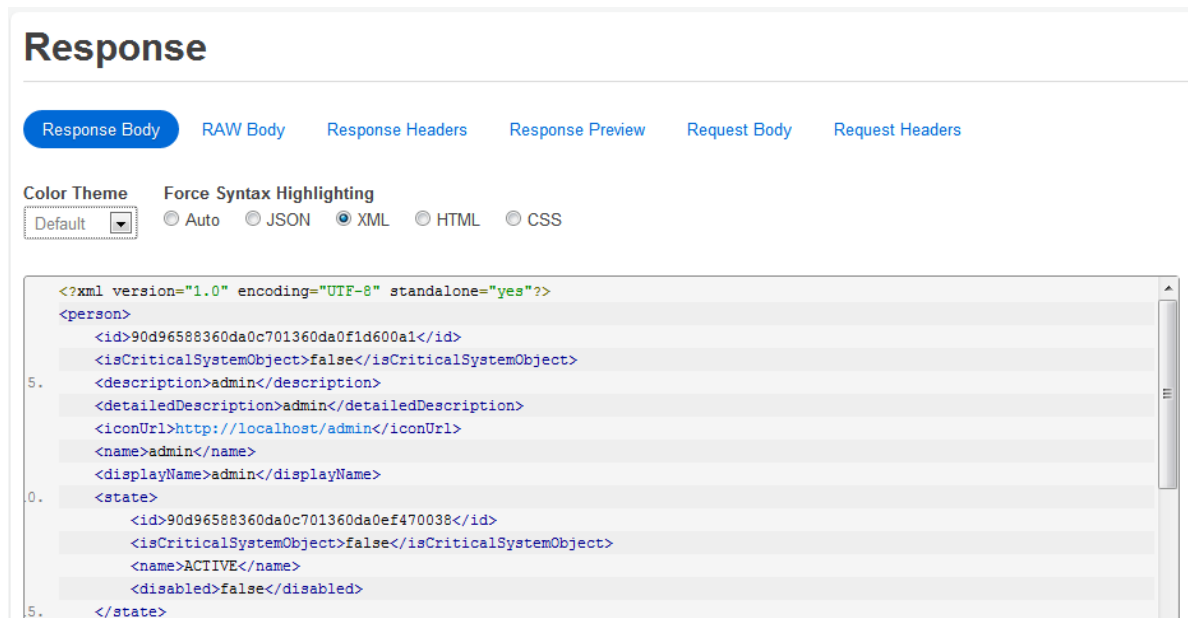 Response
Response Body RAW Body Response Headers Response Preview Request Body Request Headers
Color Theme Force Syntax Highlighting
Default Auto JSON XML HTML CSS
<?xml version="1.0" encoding="UTF-8" standalone="yes"?>
<person>
<id>90d96588360da0c701360da0f1d600a1</id>
<isCriticalSystemObject>false</isCriticalSystemObject>
5. <description>admin</description>
<detailedDescription>admin</detailedDescription>
<iconUrl>http://localhost/admin</iconUrl>
<name>admin</name>
<displayName>admin</displayName>
0. <state>
<id>90d96588360da0c701360da0ef470038</id>
<isCriticalSystemObject>false</isCriticalSystemObject>
<name>ACTIVE</name>
<disabled>false</disabled>
5. </state>